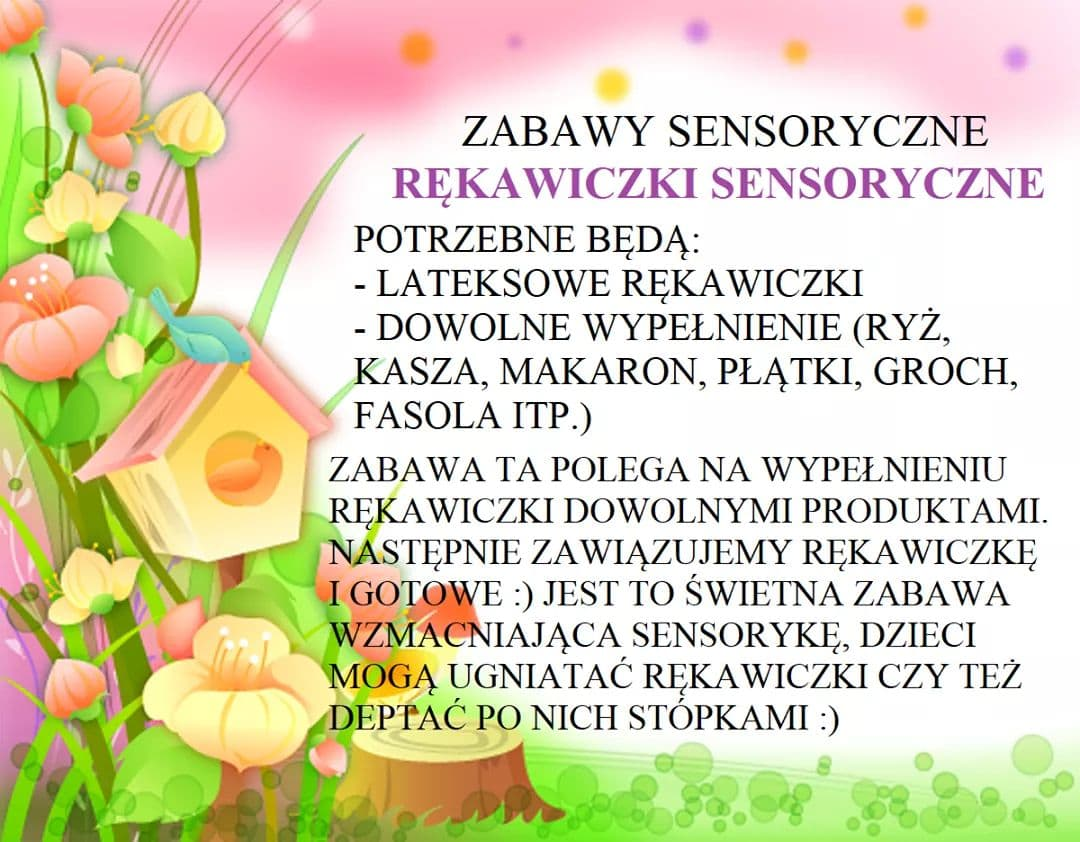 ZABAWY SENSORYCZNE
RĘKAWICZKI SENSORYCZNE
POTRZEBNE BĘDĄ:
- LATEKSOWE RĘKAWICZKI
- DOWOLNE WYPEŁNIENIE (RYŻ,
KASZA, MAKARON, PŁĄTKI, GROCH,
FASOLA ITP.)
ZABAWA TA POLEGA NA WYPEŁNIENIU
RĘKAWICZKI DOWOLNYMI PRODUKTAMI.
NASTĘPNIE ZAWIĄZUJEMY RĘKAWICZKĘ
I GOTOWE :) JEST TO ŚWIETNA ZABAWA
WZMACNIAJĄCA SENSORYKĘ, DZIECI
MOGĄ UGNIATAĆ RĘKAWICZKI CZY TEŻ
DEPTAĆ PO NICH STÓPKAMI :)